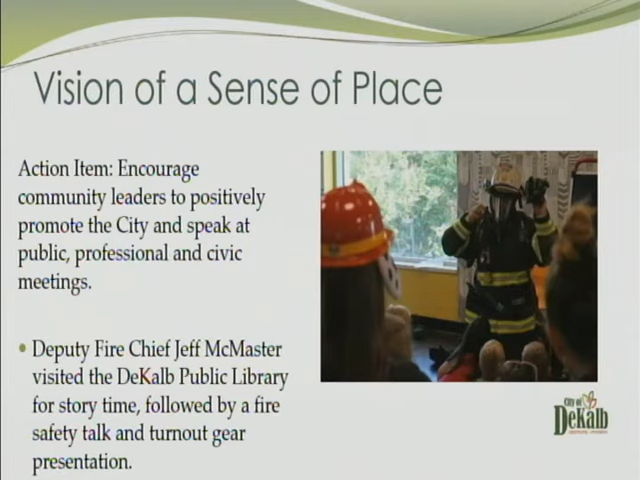 Vision of a Sense of Place
Action Item: Encourage
community leaders to positively
promote the City and speak at
public, professional and civic
meetings.
• Deputy Fire Chief Jeff McMaster
visited the DeKalb Public Library
for story time, followed by a fire
safety talk and turnout gear
presentation.
City of
DeKalb